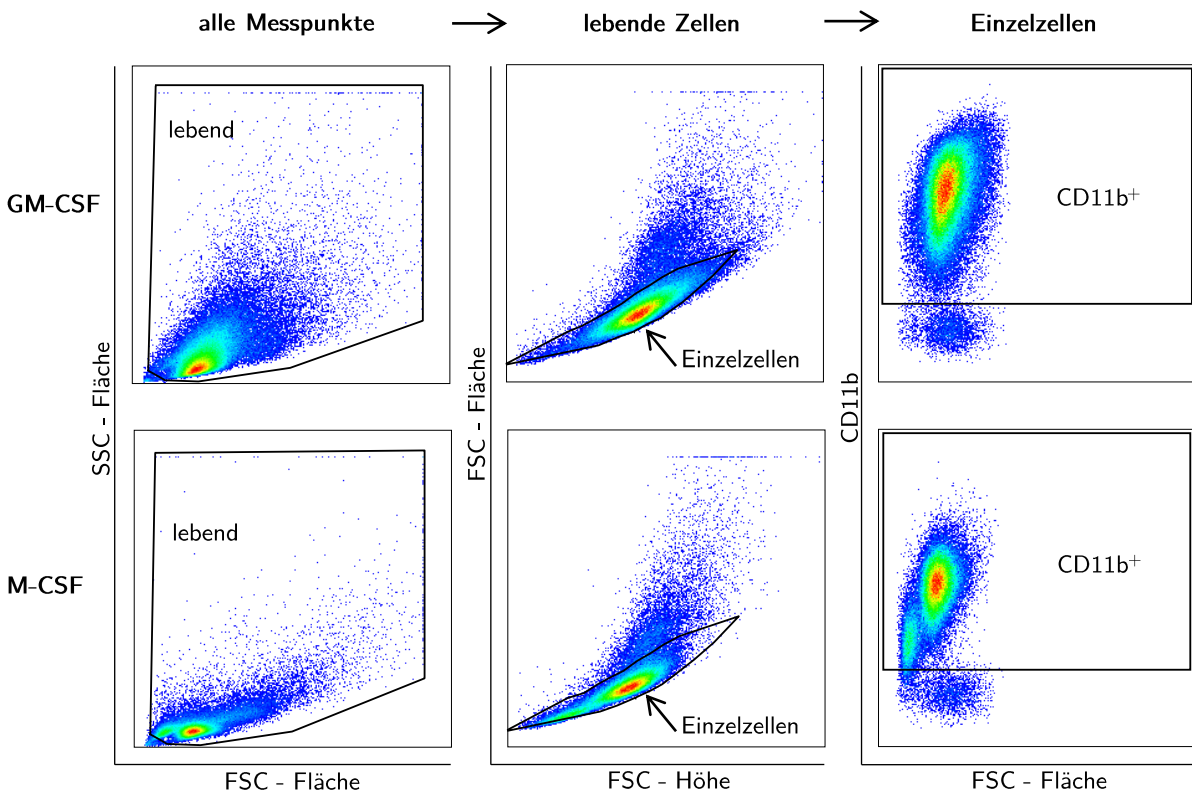 alle Messpunkte
lebende Zellen
Einzelzellen
GM-CSF
lebend
Einzelzellen
CD11b⁺
SSC - Fläche
FSC - Fläche
CD11b
M-CSF
lebend
Einzelzellen
CD11b⁺
FSC - Fläche
FSC - Höhe
FSC - Fläche